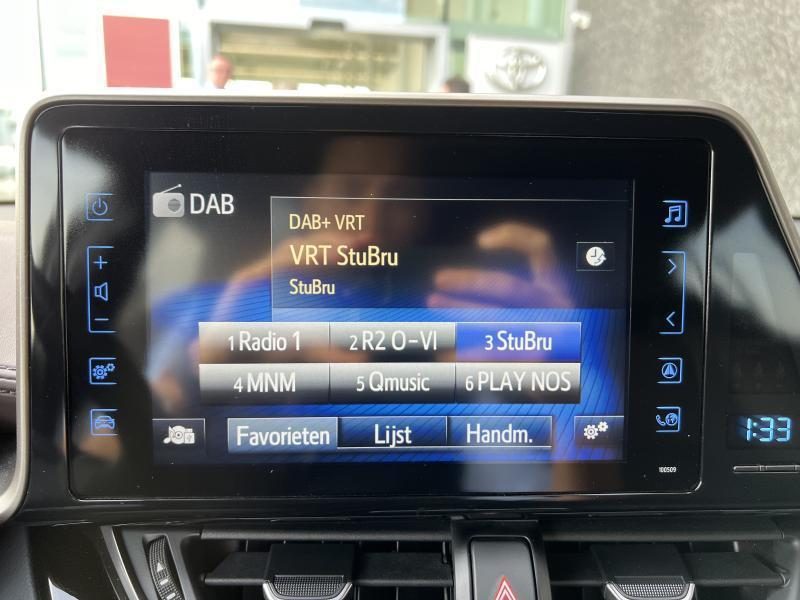 DAB
DAB+ VRT
VRT StuBru
StuBru
1 Radio 1
2 R2 O-VI
3 StuBru
4 MNM
5 Qmusic
6 PLAY NOS
Favorieten
Lijst
Handm.
+
-
1:33
100509